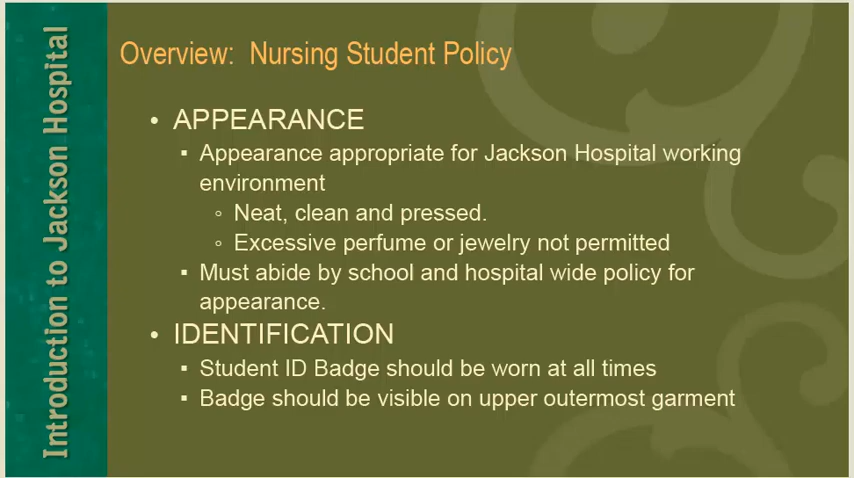 Introduction to Jackson Hospital
Overview: Nursing Student Policy
• APPEARANCE
▪ Appearance appropriate for Jackson Hospital working
environment
◦ Neat, clean and pressed.
◦ Excessive perfume or jewelry not permitted
▪ Must abide by school and hospital wide policy for
appearance.
• IDENTIFICATION
▪ Student ID Badge should be worn at all times
▪ Badge should be visible on upper outermost garment